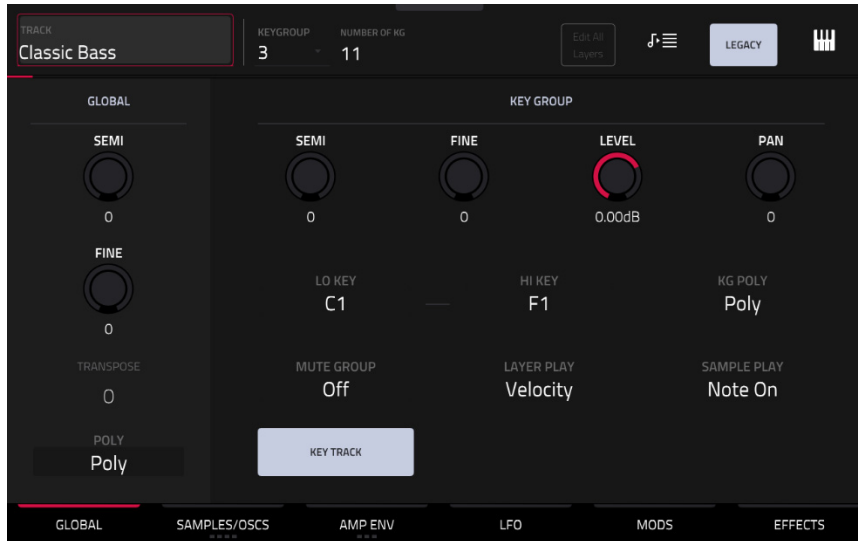 TRACK
Classic Bass
KEYGROUP
3
NUMBER OF KG
11
Edit All
Layers
LEGACY
GLOBAL
SEMI
0
FINE
0
TRANSPOSE
0
POLY
Poly
KEY GROUP
SEMI
0
FINE
0
LEVEL
0.00dB
PAN
0
LO KEY
C1
HI KEY
F1
KG POLY
Poly
MUTE GROUP
Off
LAYER PLAY
Velocity
SAMPLE PLAY
Note On
KEY TRACK
GLOBAL
SAMPLES/OSCS
AMP ENV
LFO
MODS
EFFECTS